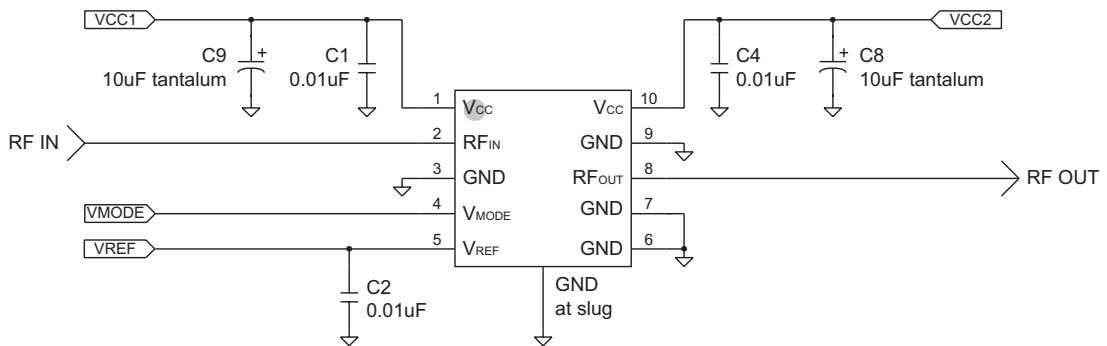 VCC1
VCC2
C9
+
10uF tantalum
C1
0.01uF
C4
0.01uF
+
C8
10uF tantalum
1
VCC
VCC
10
RF IN
2
RFIN
GND
9
3
GND
RFOUT
8
RF OUT
VMODE
4
VMODE
GND
7
VREF
5
VREF
GND
6
C2
0.01uF
GND
at slug